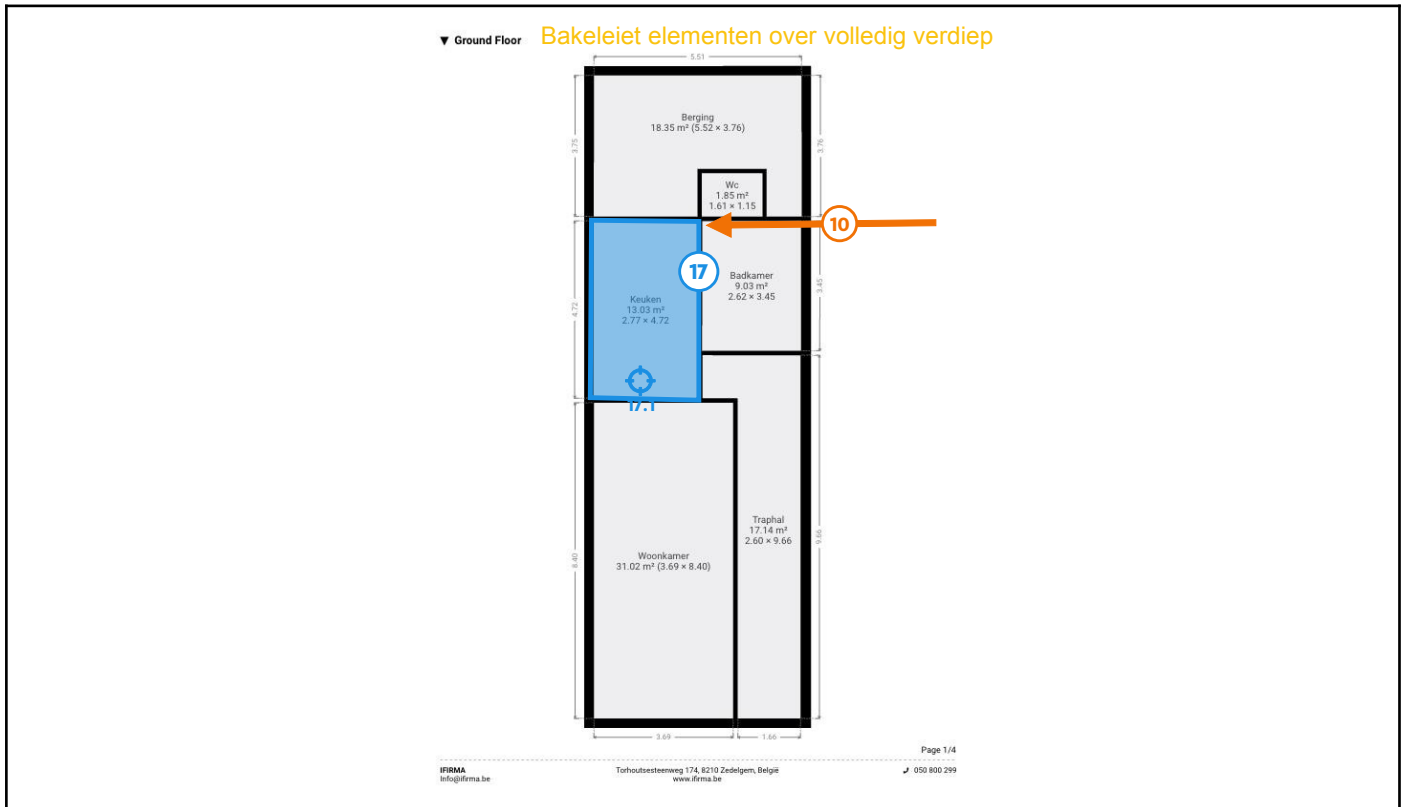 ▼ Ground Floor
Bakeleiet elementen over volledig verdiep
5.51
Berging
18.35 m² (5.52 × 3.76)
3.75
3.76
Wc
1.85 m²
1.61 × 1.15
10
17
Badkamer
9.03 m²
2.62 × 3.45
3.45
Keuken
13.03 m²
2.77 × 4.72
4.72
17.1
Traphal
17.14 m²
2.60 × 9.66
9.66
Woonkamer
31.02 m² (3.69 × 8.40)
8.40
3.69
1.66
Page 1/4
IFIRMA
Info@ifirma.be
Torhoutsesteenweg 174, 8210 Zedelgem, België
www.ifirma.be
050 800 299